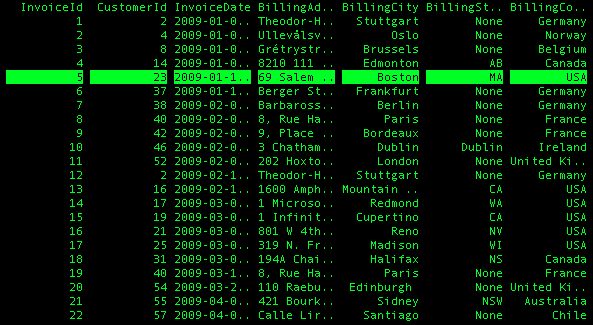 InvoiceId CustomerId InvoiceDate BillingAd.. BillingCity BillingSt.. BillingCo..
1 2 2009-01-0.. Theodor-H.. Stuttgart None Germany
2 4 2009-01-0.. Ullevålsv.. Oslo None Norway
3 8 2009-01-0.. Grétrystr.. Brussels None Belgium
4 14 2009-01-0.. 8210 111 .. Edmonton AB Canada
5 23 2009-01-1.. 69 Salem .. Boston MA USA
6 37 2009-01-1.. Berger St.. Frankfurt None Germany
7 38 2009-02-0.. Barbaross.. Berlin None Germany
8 40 2009-02-0.. 8, Rue Ha.. Paris None France
9 42 2009-02-0.. 9, Place .. Bordeaux None France
10 46 2009-02-0.. 3 Chatham.. Dublin Dublin Ireland
11 52 2009-02-0.. 202 Hoxto.. London None United Ki..
12 2 2009-02-1.. Theodor-H.. Stuttgart None Germany
13 16 2009-02-1.. 1600 Amph.. Mountain .. CA USA
14 17 2009-03-0.. 1 Microso.. Redmond WA USA
15 19 2009-03-0.. 1 Infinit.. Cupertino CA USA
16 21 2009-03-0.. 801 W 4th.. Reno NV USA
17 25 2009-03-0.. 319 N. Fr.. Madison WI USA
18 31 2009-03-0.. 194A Chai.. Halifax NS Canada
19 40 2009-03-1.. 8, Rue Ha.. Paris None France
20 54 2009-03-2.. 110 Raebu.. Edinburgh None United Ki..
21 55 2009-04-0.. 421 Bourk.. Sidney NSW Australia
22 57 2009-04-0.. Calle Lir.. Santiago None Chile